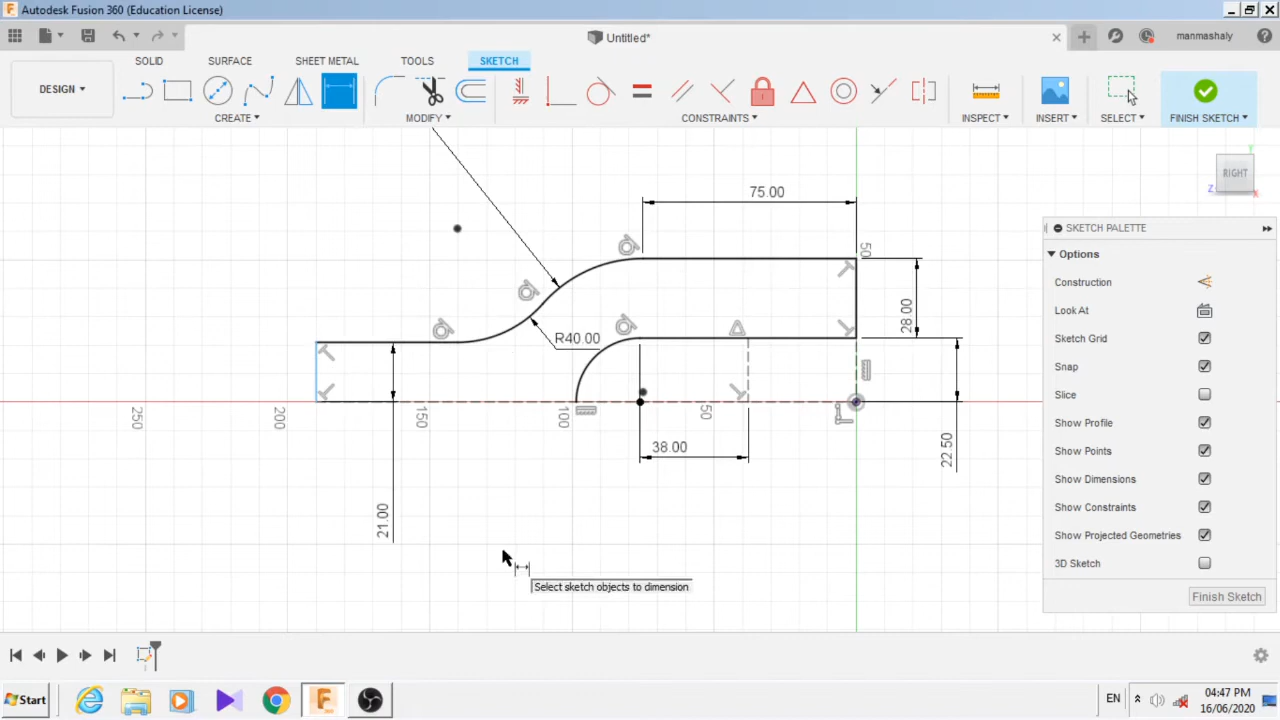 Autodesk Fusion 360 (Education License)
Untitled*
manmashaly
SOLID SURFACE SHEET METAL TOOLS SKETCH
DESIGN
CREATE MODIFY CONSTRAINTS INSPECT INSERT SELECT FINISH SKETCH
RIGHT
Z
Y
X
75.00
50
28.00
R40.00
250
200
150
100
50
38.00
22.50
21.00
Select sketch objects to dimension
SKETCH PALETTE
Options
Construction
Look At
Sketch Grid
Snap
Slice
Show Profile
Show Points
Show Dimensions
Show Constraints
Show Projected Geometries
3D Sketch
Finish Sketch
Start
EN
04:47 PM
16/06/2020